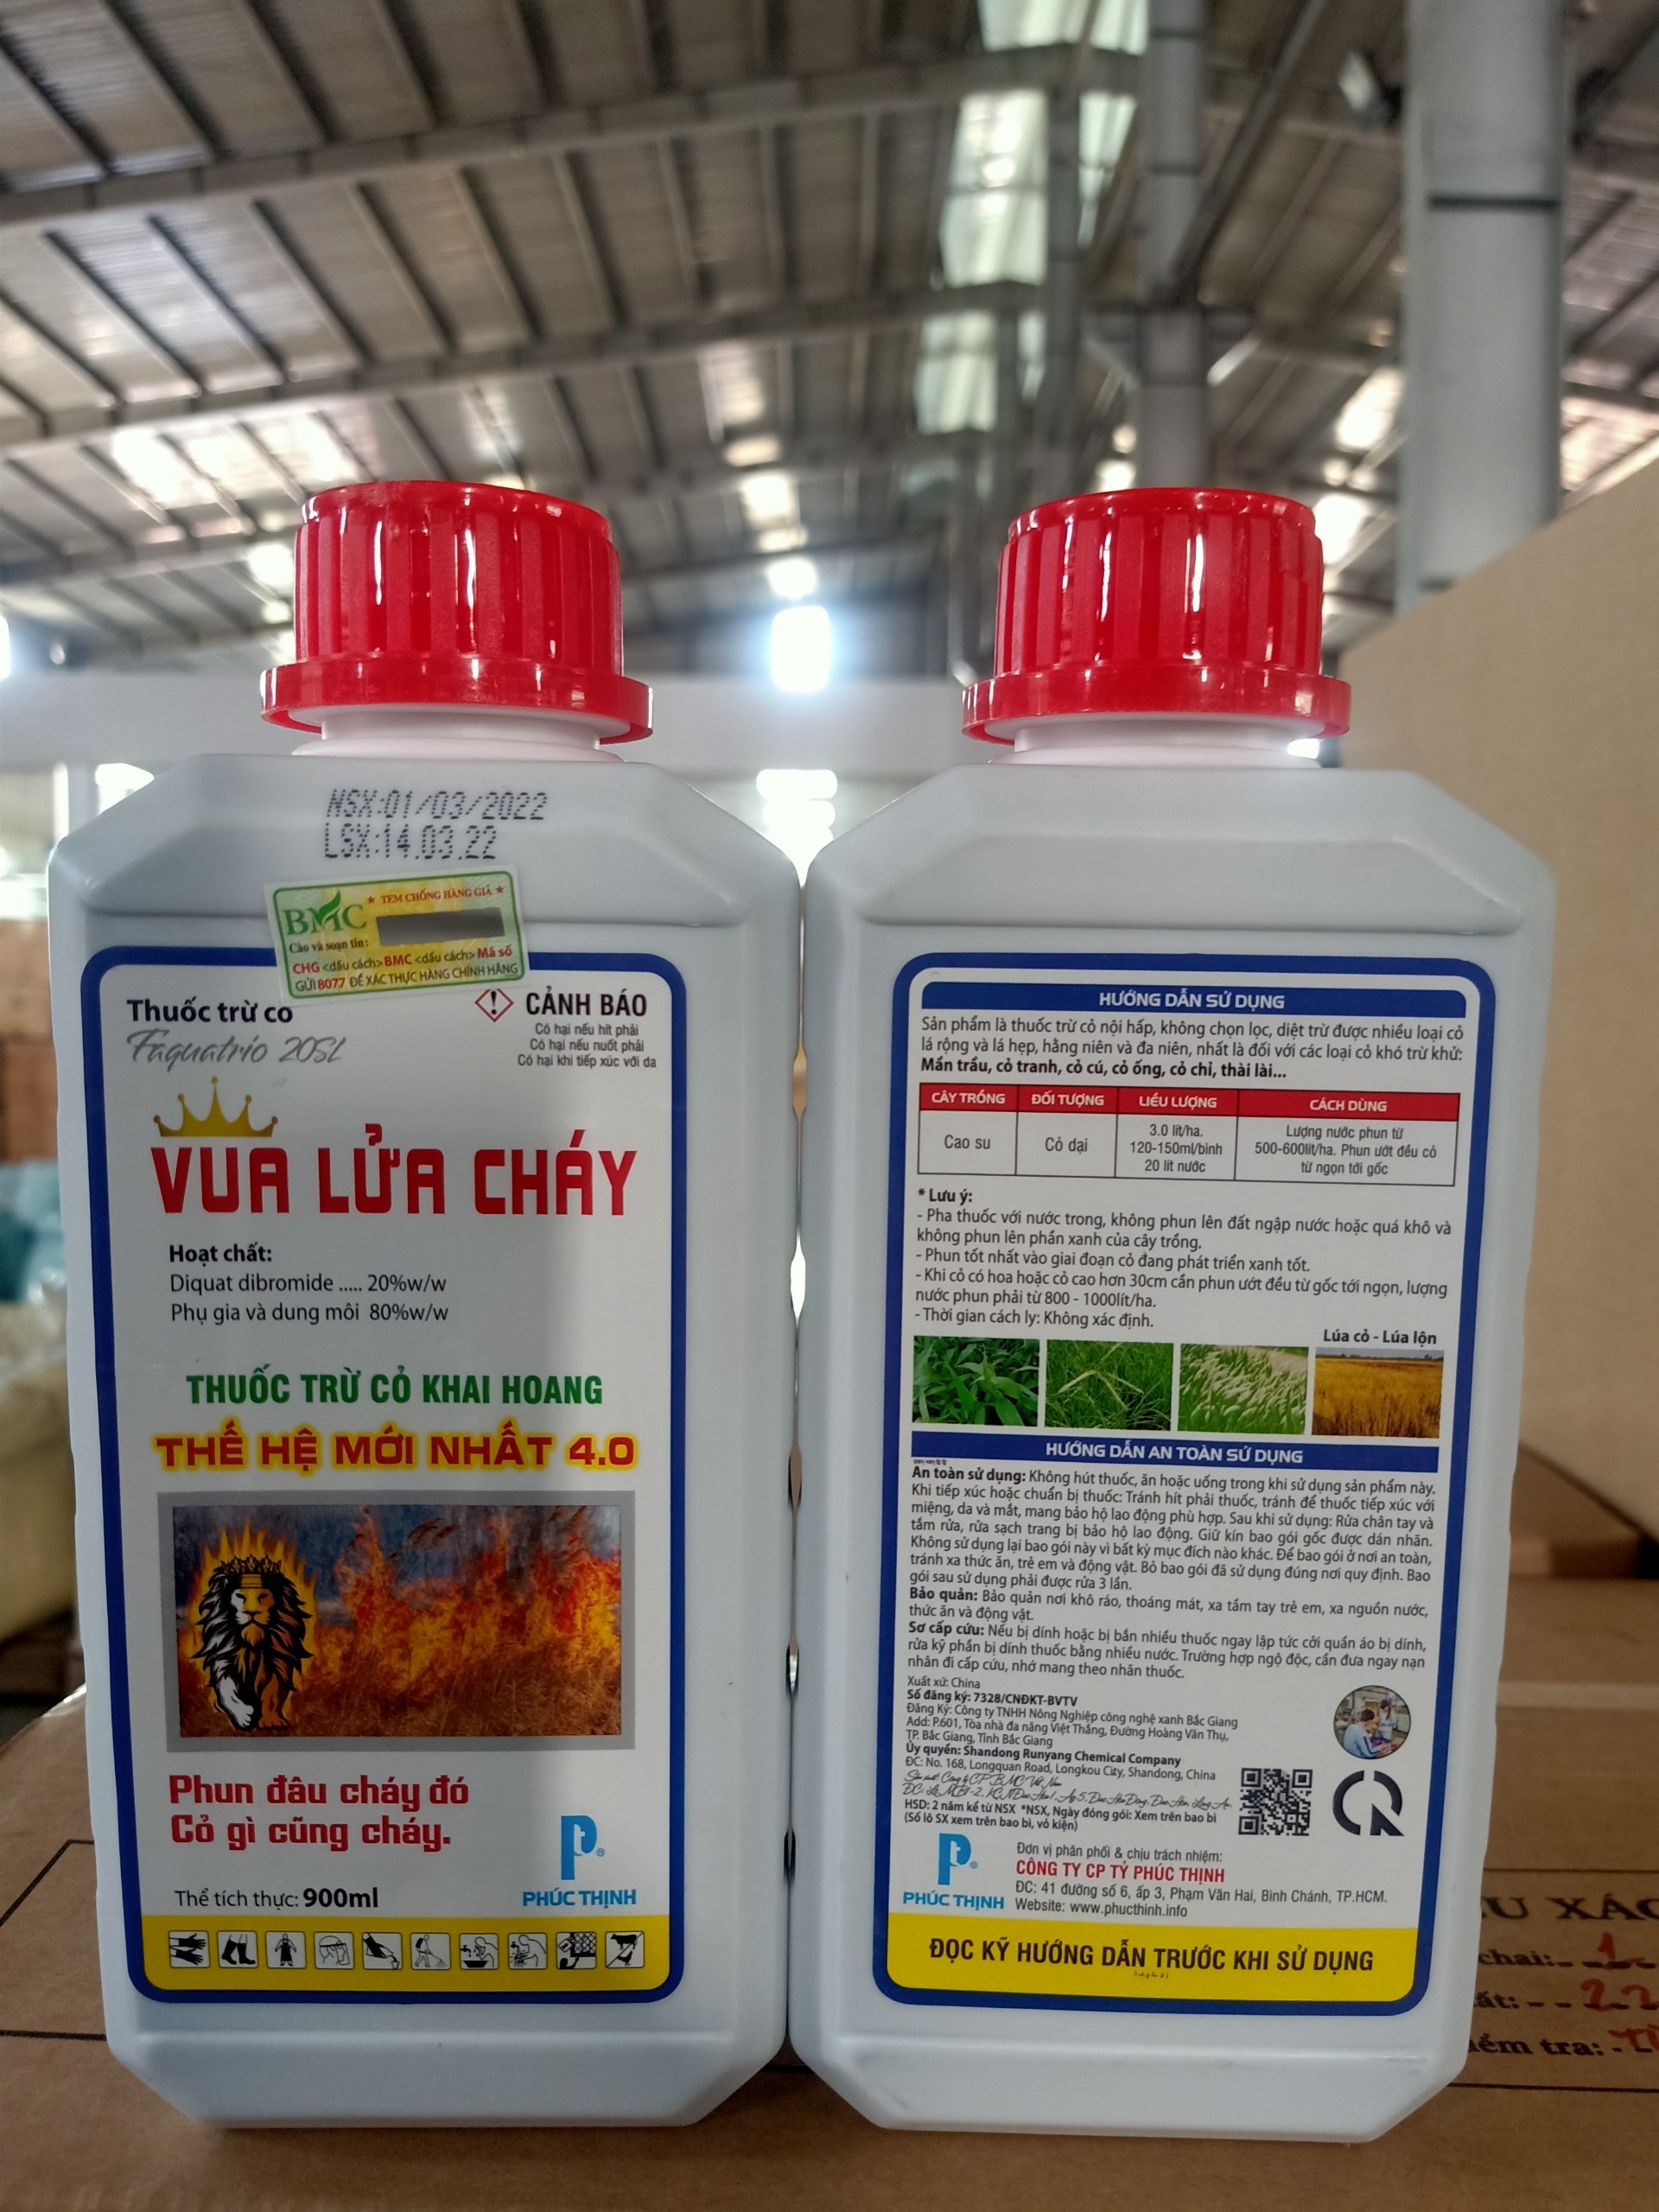 NSX:01/03/2022
LSX:14.03.22
BMC
★ TEM CHỐNG HÀNG GIẢ ★
Cào và soạn tin:
CHG <dấu cách> BMC <dấu cách> Mã số
GỬI 8077 ĐỂ XÁC THỰC HÀNG CHÍNH HÃNG
Thuốc trừ cỏ
Faquatrio 20SL
CẢNH BÁO
Có hại nếu hít phải
Có hại nếu nuốt phải
Có hại khi tiếp xúc với da
VUA LỬA CHÁY
Hoạt chất:
Diquat dibromide ..... 20%w/w
Phụ gia và dung môi 80%w/w
THUỐC TRỪ CỎ KHAI HOANG
THẾ HỆ MỚI NHẤT 4.0
Phun đâu cháy đó
Cỏ gì cũng cháy.
Thể tích thực: 900ml
PHÚC THỊNH
HƯỚNG DẪN SỬ DỤNG
Sản phẩm là thuốc trừ cỏ nội hấp, không chọn lọc, diệt trừ được nhiều loại cỏ
lá rộng và lá hẹp, hằng niên và đa niên, nhất là đối với các loại cỏ khó trừ khử:
Mần trầu, cỏ tranh, cỏ cú, cỏ ống, cỏ chỉ, thài lài...
CÂY TRỒNG ĐỐI TƯỢNG LIỀU LƯỢNG CÁCH DÙNG
Cao su Cỏ dại
3.0 lít/ha.
120-150ml/bình
20 lít nước
Lượng nước phun từ
500-600lít/ha. Phun ướt đều cỏ
từ ngọn tới gốc
* Lưu ý:
- Pha thuốc với nước trong, không phun lên đất ngập nước hoặc quá khô và
không phun lên phần xanh của cây trồng.
- Phun tốt nhất vào giai đoạn cỏ đang phát triển xanh tốt.
- Khi cỏ có hoa hoặc cỏ cao hơn 30cm cần phun ướt đều từ gốc tới ngọn, lượng
nước phun phải từ 800 - 1000lít/ha.
- Thời gian cách ly: Không xác định.
Lúa cỏ - Lúa lộn
HƯỚNG DẪN AN TOÀN SỬ DỤNG
An toàn sử dụng: Không hút thuốc, ăn hoặc uống trong khi sử dụng sản phẩm này.
Khi tiếp xúc hoặc chuẩn bị thuốc: Tránh hít phải thuốc, tránh để thuốc tiếp xúc với
miệng, da và mắt, mang bảo hộ lao động phù hợp. Sau khi sử dụng: Rửa chân tay và
tắm rửa, rửa sạch trang bị bảo hộ lao động. Giữ kín bao gói gốc được dán nhãn.
Không sử dụng lại bao gói này vì bất kỳ mục đích nào khác. Để bao gói ở nơi an toàn,
tránh xa thức ăn, trẻ em và động vật. Bỏ bao gói đã sử dụng đúng nơi quy định. Bao
gói sau sử dụng phải được rửa 3 lần.
Bảo quản: Bảo quản nơi khô ráo, thoáng mát, xa tầm tay trẻ em, xa nguồn nước,
thức ăn và động vật.
Sơ cấp cứu: Nếu bị dính hoặc bị bắn nhiều thuốc ngay lập tức cởi quần áo bị dính,
rửa kỹ phần bị dính thuốc bằng nhiều nước. Trường hợp ngộ độc, cần đưa ngay nạn
nhân đi cấp cứu, nhớ mang theo nhãn thuốc.
Xuất xứ: China
Số đăng ký: 7328/CNĐKT-BVTV
Đăng Ký: Công ty TNHH Nông Nghiệp công nghệ xanh Bắc Giang
Add: P.601, Tòa nhà đa năng Việt Thắng, Đường Hoàng Văn Thụ,
TP. Bắc Giang, Tỉnh Bắc Giang
Ủy quyền: Shandong Runyang Chemical Company
ĐC: No. 168, Longquan Road, Longkou City, Shandong, China
Sản xuất: Công ty CP BMC Việt Nam
HSD: 2 năm kể từ NSX *NSX, Ngày đóng gói: Xem trên bao bì
(Số lô SX xem trên bao bì, vỏ kiện)
PHÚC THỊNH
Đơn vị phân phối & chịu trách nhiệm:
CÔNG TY CP TỶ PHÚC THỊNH
ĐC: 41 đường số 6, ấp 3, Phạm Văn Hai, Bình Chánh, TP.HCM.
Website: www.phucthinh.info
ĐỌC KỸ HƯỚNG DẪN TRƯỚC KHI SỬ DỤNG
chai: 1
tra: